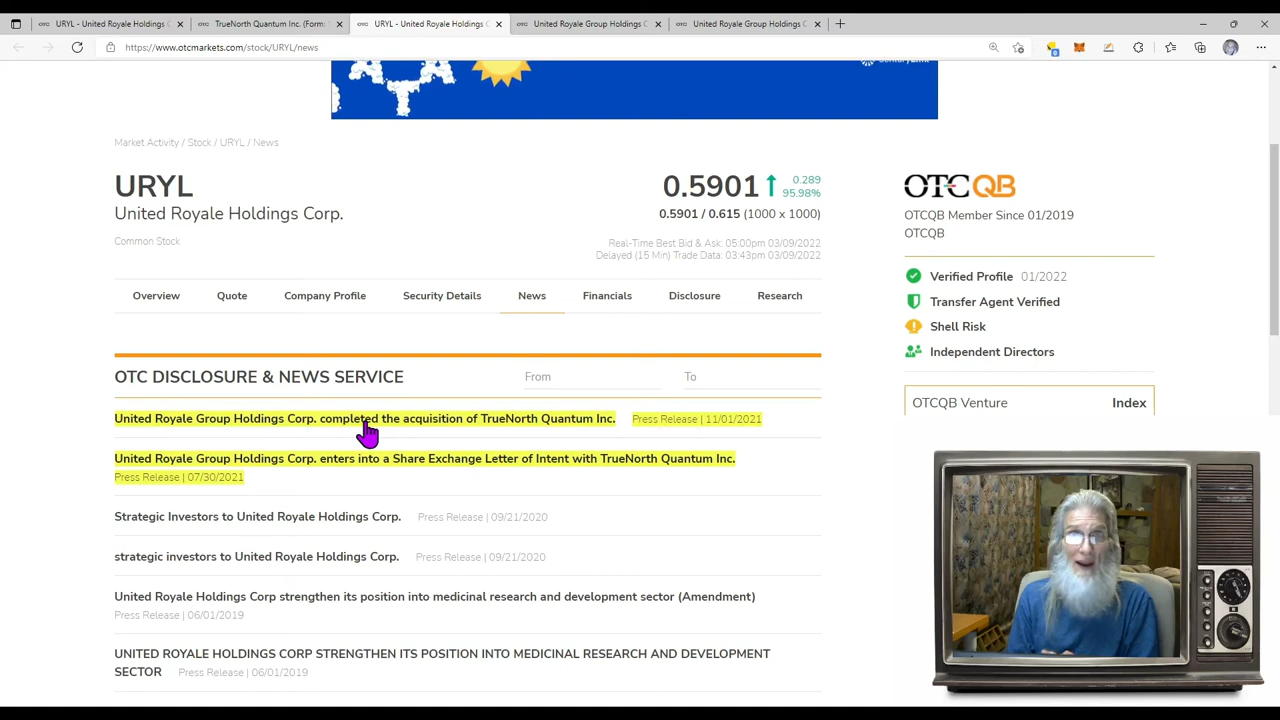 URYL - United Royale Holdings C
TrueNorth Quantum Inc. (Form:
URYL - United Royale Holdings C
United Royale Group Holdings C
United Royale Group Holdings C
https://www.otcmarkets.com/stock/URYL/news
Market Activity / Stock / URYL / News
URYL
0.5901
0.289
95.98%
United Royale Holdings Corp.
0.5901 / 0.615 (1000 x 1000)
Common Stock
Real-Time Best Bid & Ask: 05:00pm 03/09/2022
Delayed (15 Min) Trade Data: 03:43pm 03/09/2022
Overview
Quote
Company Profile
Security Details
News
Financials
Disclosure
Research
OTC DISCLOSURE & NEWS SERVICE
From
To
United Royale Group Holdings Corp. completed the acquisition of TrueNorth Quantum Inc. Press Release | 11/01/2021
United Royale Group Holdings Corp. enters into a Share Exchange Letter of Intent with TrueNorth Quantum Inc.
Press Release | 07/30/2021
Strategic Investors to United Royale Holdings Corp. Press Release | 09/21/2020
strategic investors to United Royale Holdings Corp. Press Release | 09/21/2020
United Royale Holdings Corp strengthen its position into medicinal research and development sector (Amendment)
Press Release | 06/01/2019
UNITED ROYALE HOLDINGS CORP STRENGTHEN ITS POSITION INTO MEDICINAL RESEARCH AND DEVELOPMENT
SECTOR Press Release | 06/01/2019
OTCQB
OTCQB Member Since 01/2019
OTCQB
Verified Profile 01/2022
Transfer Agent Verified
Shell Risk
Independent Directors
OTCQB Venture
Index